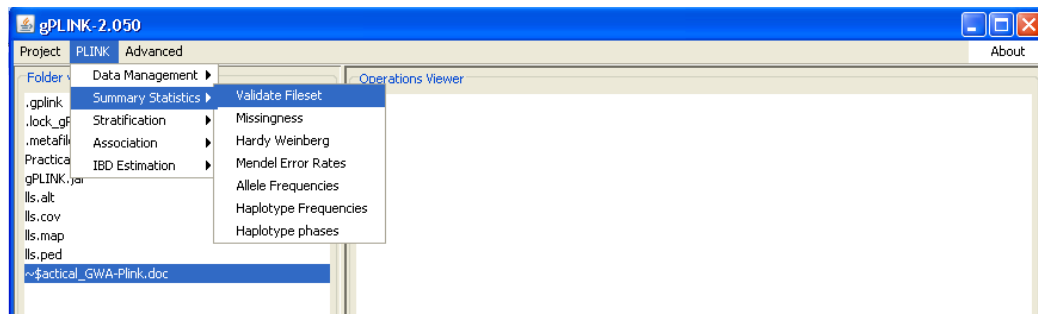 gPLINK-2.050
Project PLINK Advanced About
Folder
Operations Viewer
Data Management
Summary Statistics
Stratification
Association
IBD Estimation
Validate Fileset
Missingness
Hardy Weinberg
Mendel Error Rates
Allele Frequencies
Haplotype Frequencies
Haplotype phases
.gplink
gPLINK.jar
lls.alt
lls.cov
lls.map
lls.ped
~$actical_GWA-Plink.doc